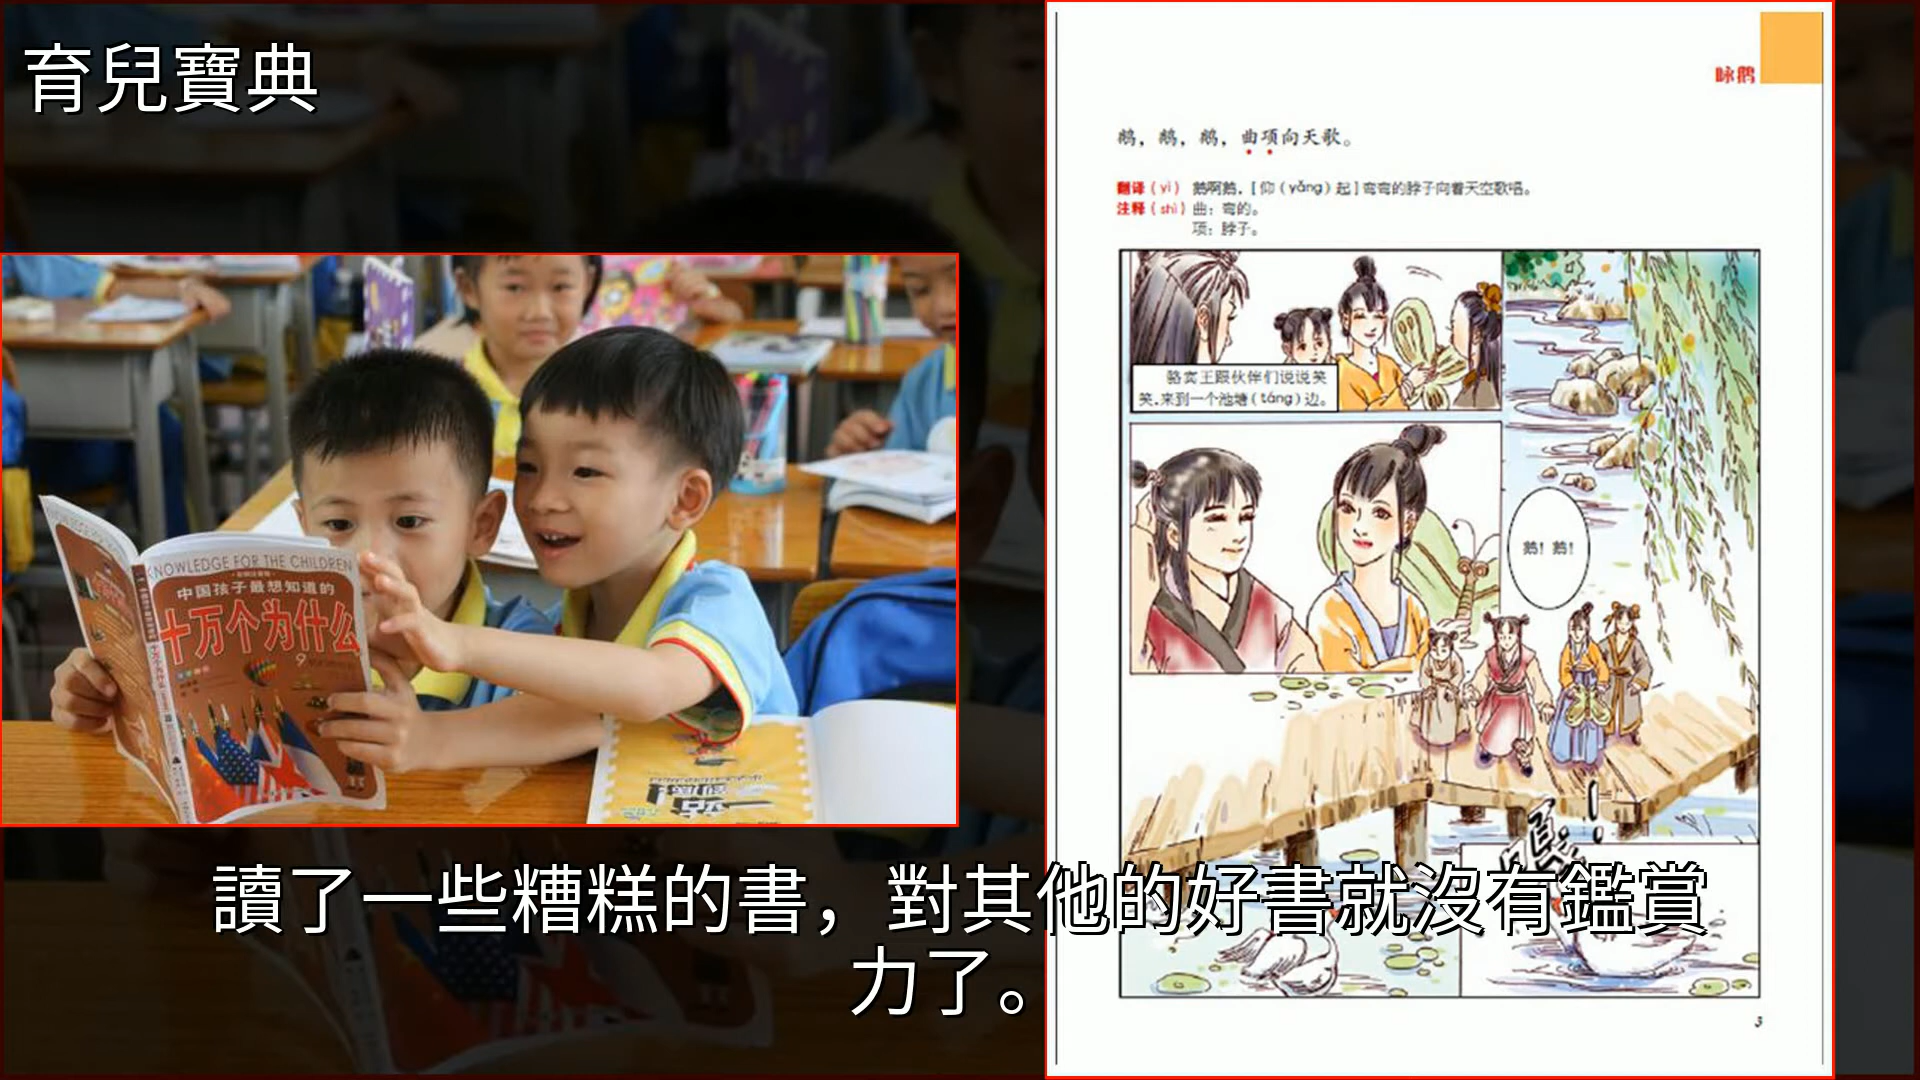 育兒寶典
KNOWLEDGE FOR THE CHILDREN
中国孩子最想知道的
十万个为什么
9
咏鹅
鹅，鹅，鹅，曲项向天歌。
翻译（yì） 鹅啊鹅，[仰（yǎng）起]弯弯的脖子向着天空歌唱。
注释（shì）曲：弯的。
项：脖子。
骆宾王跟伙伴们说说笑
笑，来到一个池塘（táng）边。
鹅！鹅！
3
讀了一些糟糕的書，對其他的好書就沒有鑑賞
力了。